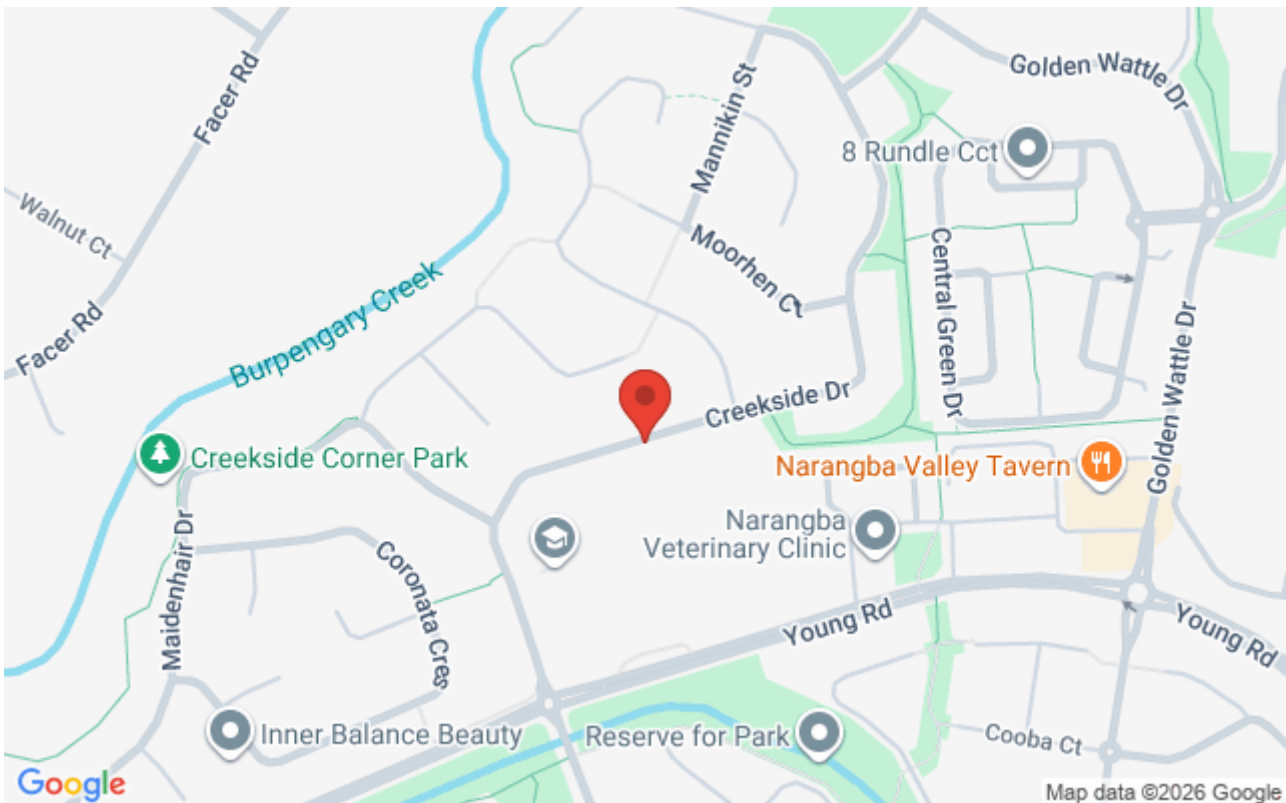 Facer Rd
Mannikin St
Golden Wattle Dr
8 Rundle Cct
Walnut Ct
Moorhen Ct
Central Green Dr
Burpengary Creek
Facer Rd
Golden Wattle Dr
Creekside Dr
Creekside Corner Park
Narangba Valley Tavern
Narangba
Veterinary Clinic
Maidenhair Dr
Coronata Cres
Young Rd
Young Rd
Inner Balance Beauty
Reserve for Park
Cooba Ct
Google
Map data ©2026 Google